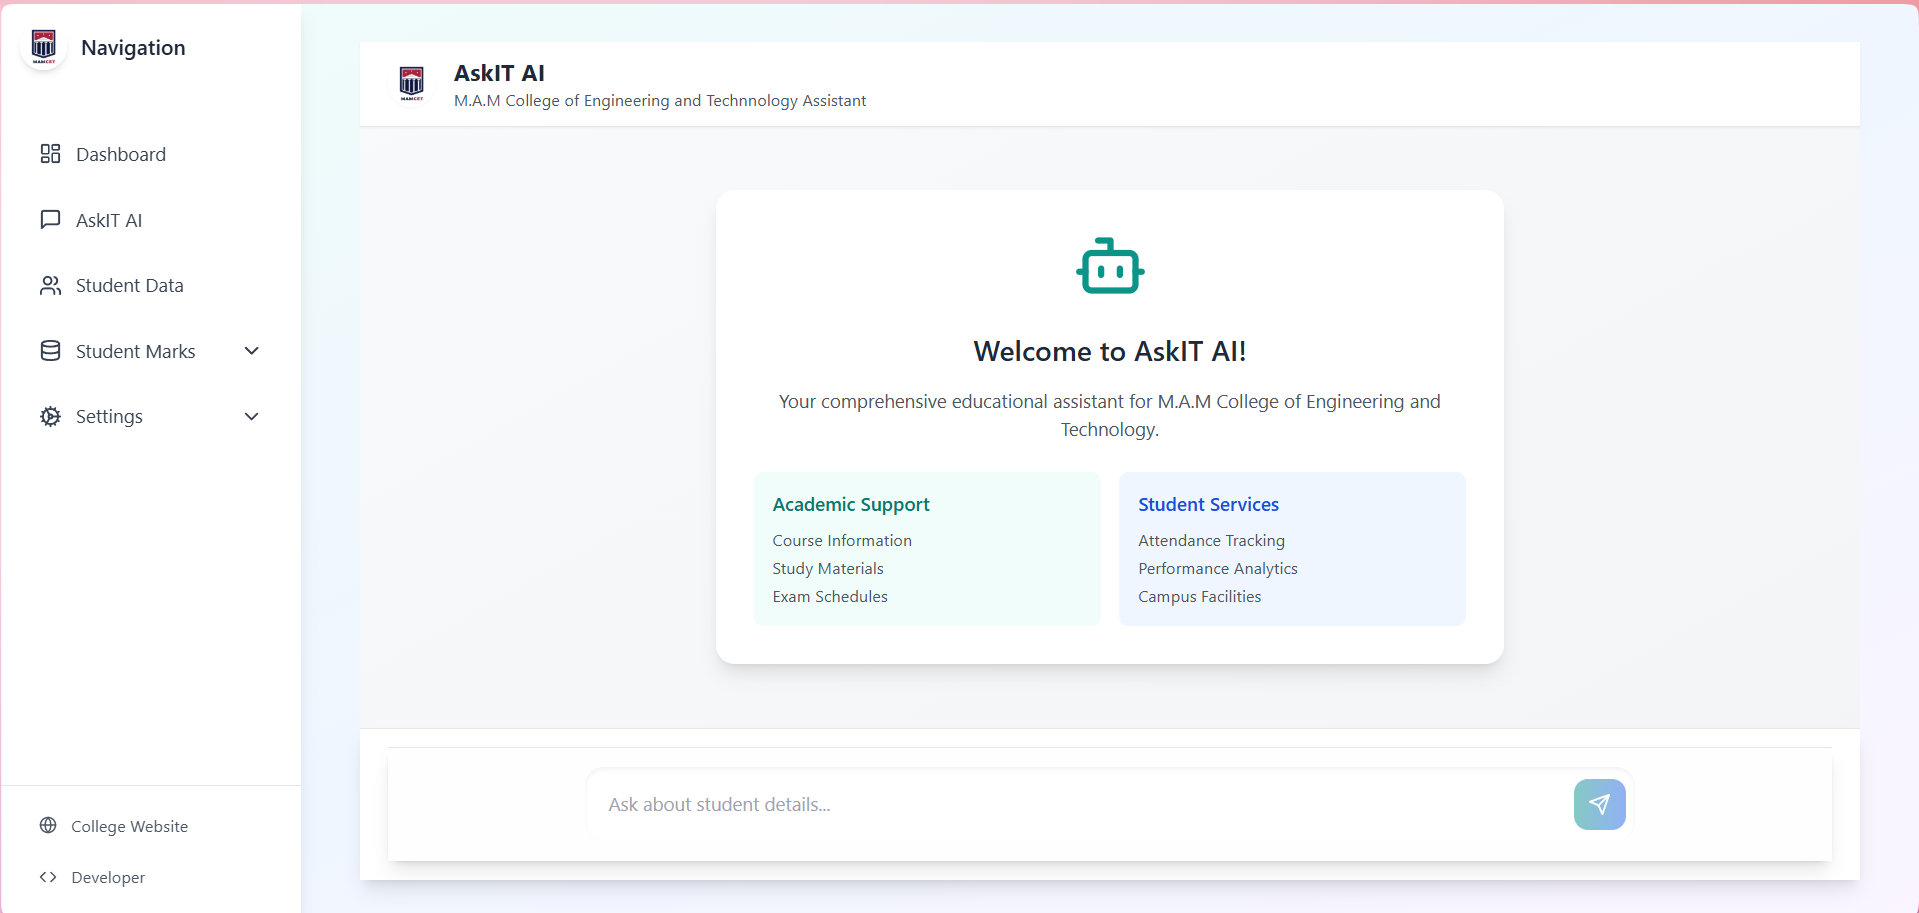 MAMCET
Navigation
Dashboard
AskIT AI
Student Data
Student Marks
Settings
College Website
Developer
MAMCET
AskIT AI
M.A.M College of Engineering and Technnology Assistant
Welcome to AskIT AI!
Your comprehensive educational assistant for M.A.M College of Engineering and
Technology.
Academic Support
Course Information
Study Materials
Exam Schedules
Student Services
Attendance Tracking
Performance Analytics
Campus Facilities
Ask about student details...